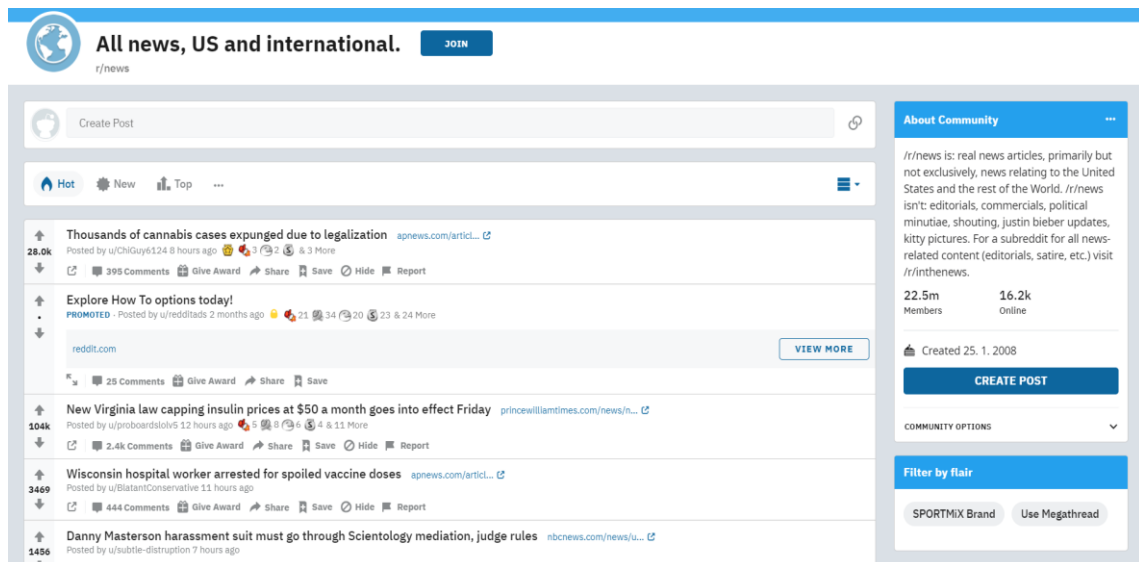 All news, US and international.
JOIN
r/news
Create Post
Hot New Top ...
Thousands of cannabis cases expunged due to legalization apnews.com/articl...
28.0k
Posted by u/ChiGuy6124 8 hours ago 3 2 & 3 More
395 Comments Give Award Share Save Hide Report
Explore How To options today!
•
PROMOTED · Posted by u/redditads 2 months ago 21 34 20 23 & 24 More
reddit.com VIEW MORE
25 Comments Give Award Share Save
New Virginia law capping insulin prices at $50 a month goes into effect Friday princewilliamtimes.com/news/n...
104k
Posted by u/proboardslolv5 12 hours ago 5 8 6 4 & 11 More
2.4k Comments Give Award Share Save Hide Report
Wisconsin hospital worker arrested for spoiled vaccine doses apnews.com/articl...
3469
Posted by u/BlatantConservative 11 hours ago
444 Comments Give Award Share Save Hide Report
Danny Masterson harassment suit must go through Scientology mediation, judge rules nbcnews.com/news/u...
1456
Posted by u/subtle-distruption 7 hours ago
About Community ...
/r/news is: real news articles, primarily but
not exclusively, news relating to the United
States and the rest of the World. /r/news
isn't: editorials, commercials, political
minutiae, shouting, justin bieber updates,
kitty pictures. For a subreddit for all news-
related content (editorials, satire, etc.) visit
/r/inthenews.
22.5m 16.2k
Members Online
Created 25. 1. 2008
CREATE POST
COMMUNITY OPTIONS
Filter by flair
SPORTMiX Brand Use Megathread